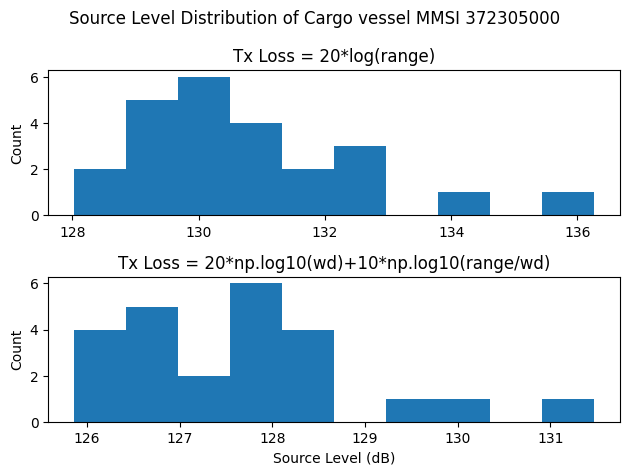 Source Level Distribution of Cargo vessel MMSI 372305000
Tx Loss = 20*log(range)
6
4
2
0
Count
128 130 132 134 136
Tx Loss = 20*np.log10(wd)+10*np.log10(range/wd)
6
4
2
0
Count
126 127 128 129 130 131
Source Level (dB)